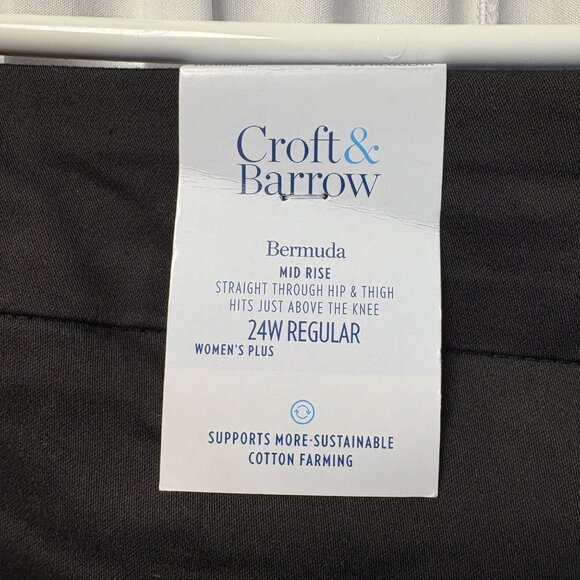 Croft&
Barrow
Bermuda
MID RISE
STRAIGHT THROUGH HIP & THIGH
HITS JUST ABOVE THE KNEE
24W REGULAR
WOMEN'S PLUS
SUPPORTS MORE-SUSTAINABLE
COTTON FARMING